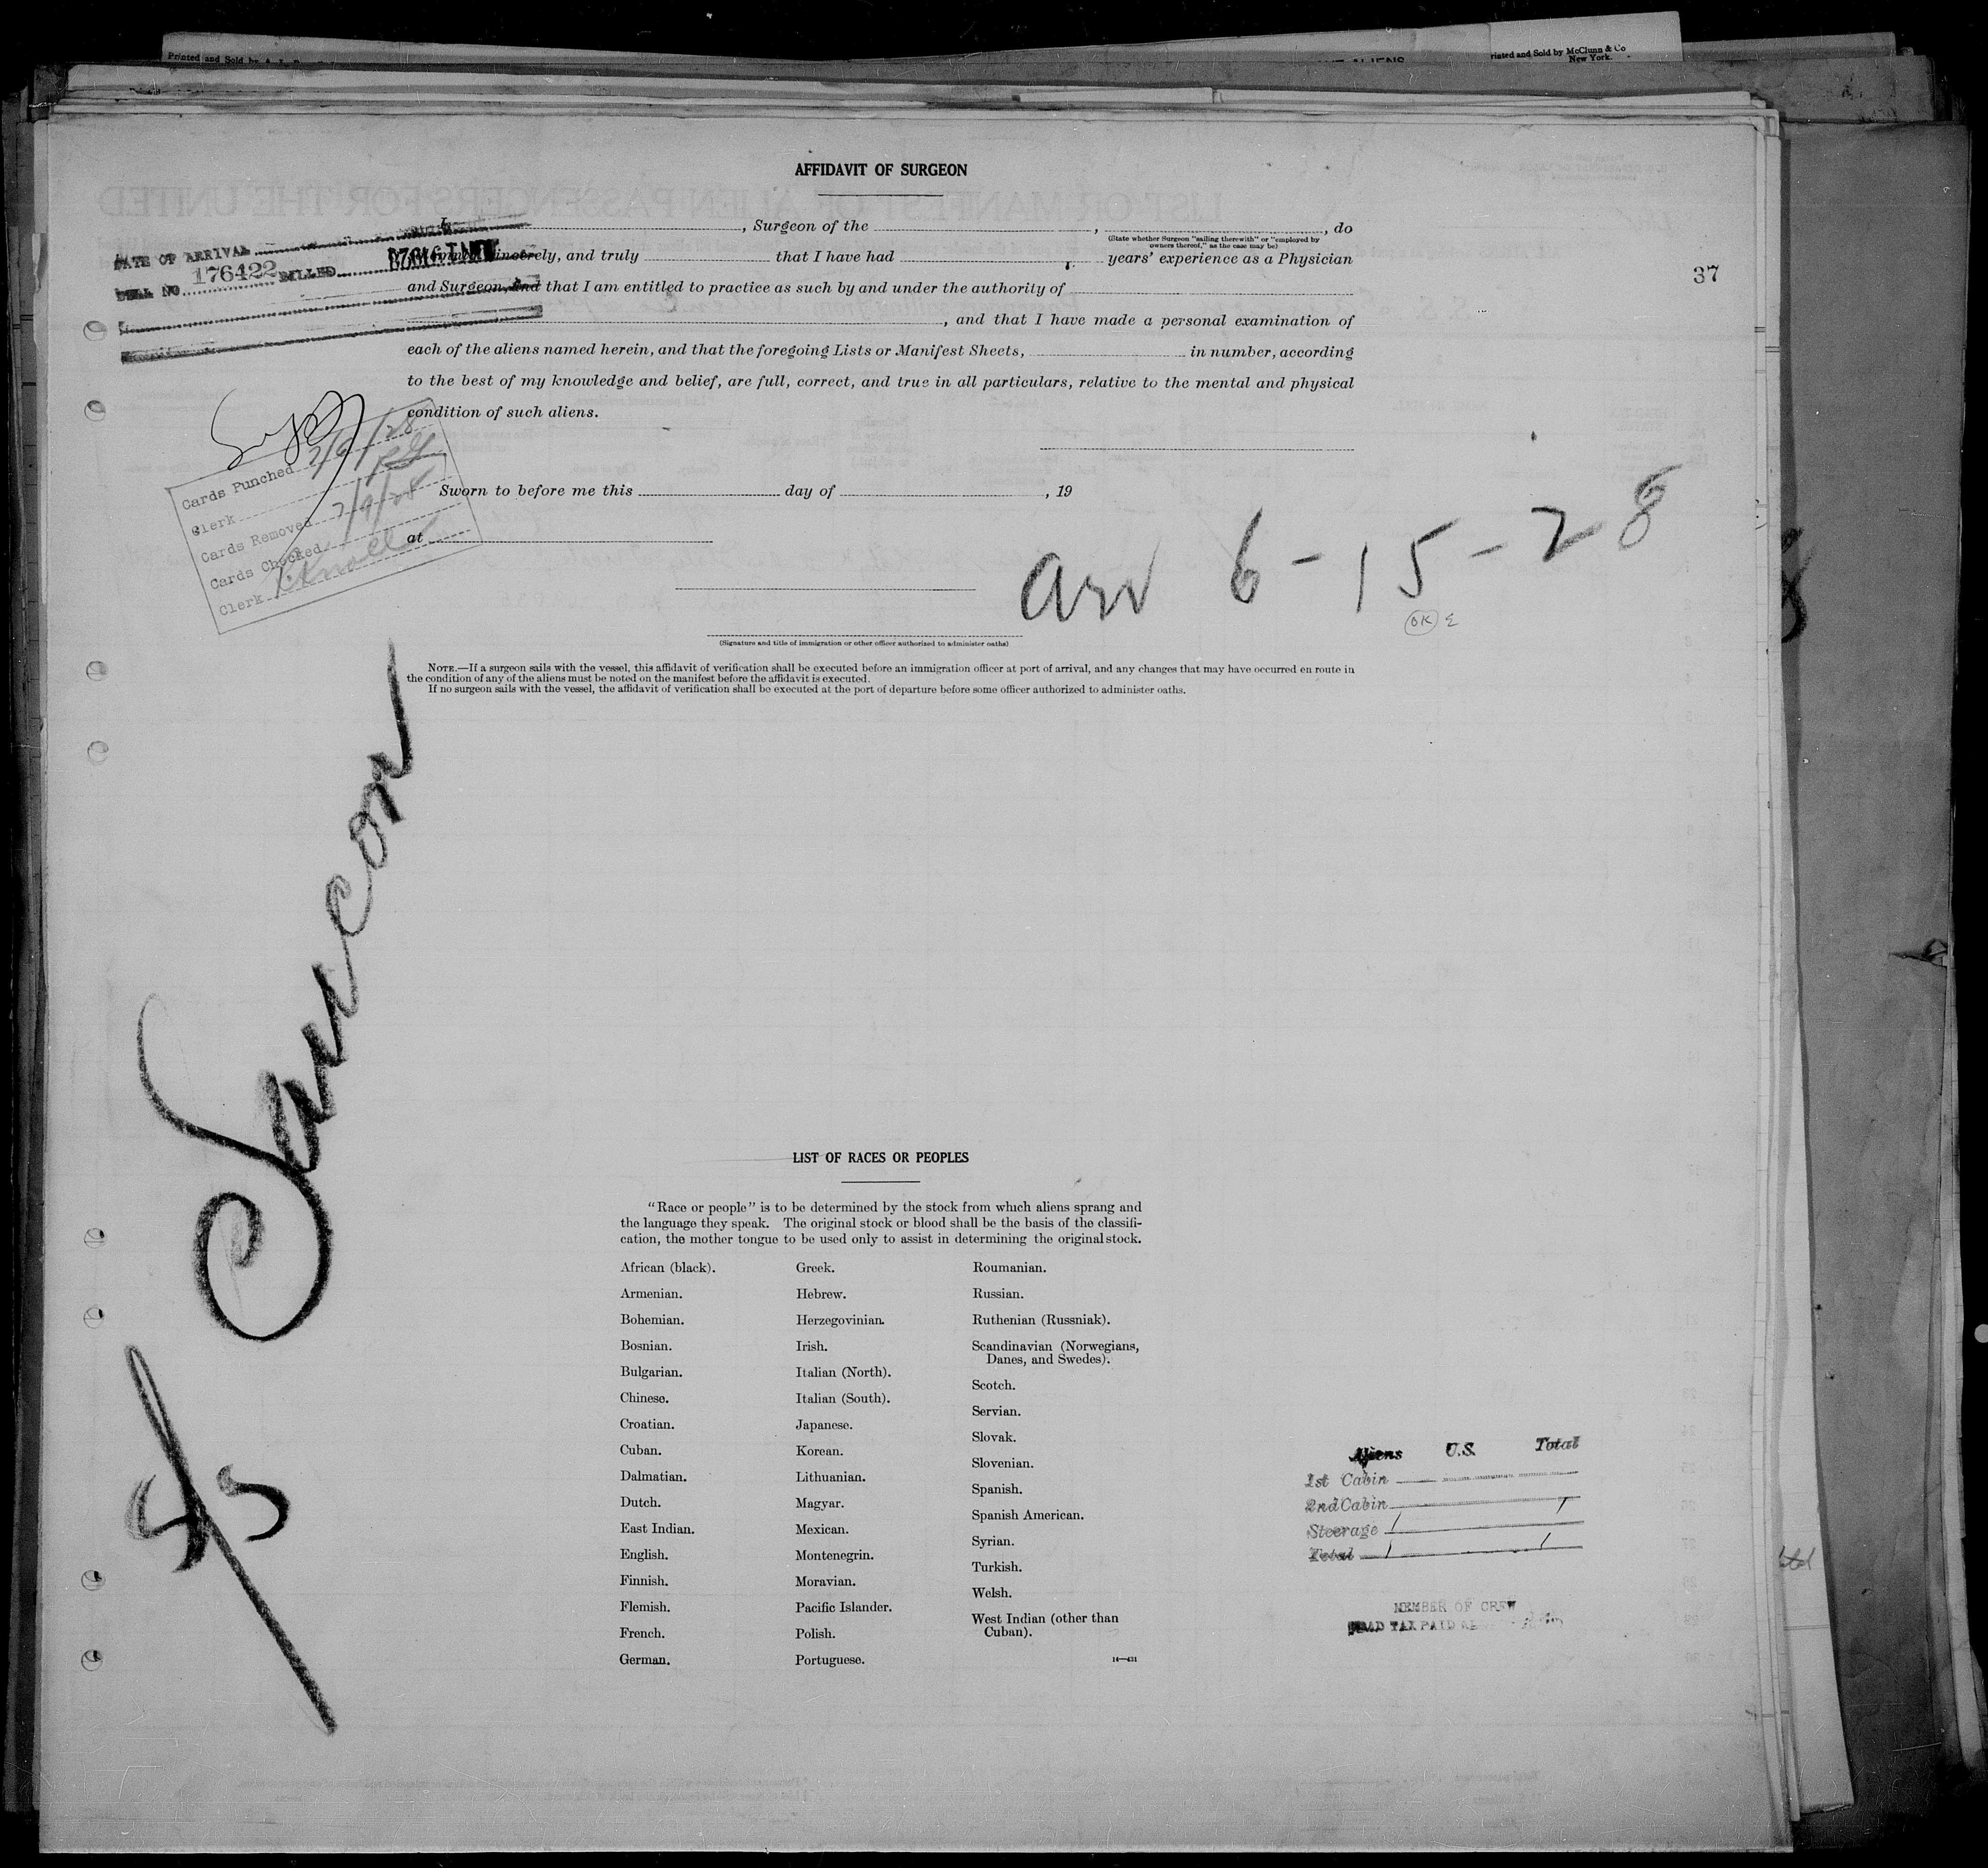 Printed and Sold by
Printed and Sold by McClunn & Co
New York.
AFFIDAVIT OF SURGEON
I, Surgeon of the , , do
(State whether Surgeon "sailing therewith" or "employed by
owners thereof," as the case may be)
DATE OF ARRIVAL
BILL NO. 176422 BILLED
sincerely, and truly that I have had years' experience as a Physician
37
and Surgeon, and that I am entitled to practice as such by and under the authority of
, and that I have made a personal examination of
each of the aliens named herein, and that the foregoing Lists or Manifest Sheets, in number, according
to the best of my knowledge and belief, are full, correct, and true in all particulars, relative to the mental and physical
condition of such aliens.
Cards Punched
Clerk
Cards Removed
Cards Checked
Clerk
Sworn to before me this day of , 19
at
arr 6-15-28
OK
(Signature and title of immigration or other officer authorized to administer oaths)
NOTE.—If a surgeon sails with the vessel, this affidavit of verification shall be executed before an immigration officer at port of arrival, and any changes that may have occurred en route in
the condition of any of the aliens must be noted on the manifest before the affidavit is executed.
If no surgeon sails with the vessel, the affidavit of verification shall be executed at the port of departure before some officer authorized to administer oaths.
S/S
LIST OF RACES OR PEOPLES
"Race or people" is to be determined by the stock from which aliens sprang and
the language they speak. The original stock or blood shall be the basis of the classifi-
cation, the mother tongue to be used only to assist in determining the original stock.
African (black).
Armenian.
Bohemian.
Bosnian.
Bulgarian.
Chinese.
Croatian.
Cuban.
Dalmatian.
Dutch.
East Indian.
English.
Finnish.
Flemish.
French.
German.
Greek.
Hebrew.
Herzegovinian.
Irish.
Italian (North).
Italian (South).
Japanese.
Korean.
Lithuanian.
Magyar.
Mexican.
Montenegrin.
Moravian.
Pacific Islander.
Polish.
Portuguese.
Roumanian.
Russian.
Ruthenian (Russniak).
Scandinavian (Norwegians,
Danes, and Swedes).
Scotch.
Servian.
Slovak.
Slovenian.
Spanish.
Spanish American.
Syrian.
Turkish.
Welsh.
West Indian (other than
Cuban).
14—431
Aliens U.S. Total
1st Cabin
2nd Cabin 1
Steerage 1
Total 1 1
MEMBER OF CREW
HEAD TAX PAID